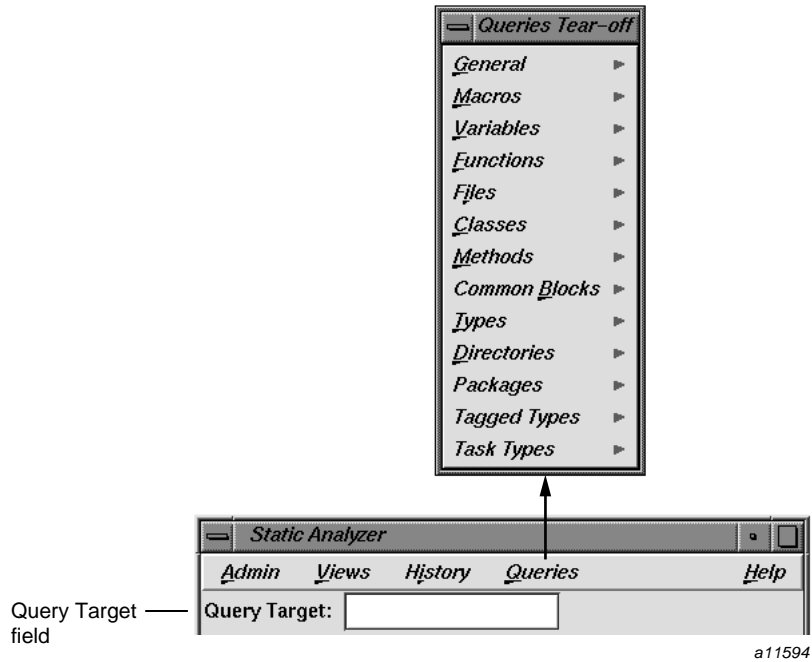 Queries Tear-off
General
Macros
Variables
Functions
Files
Classes
Methods
Common Blocks
Types
Directories
Packages
Tagged Types
Task Types
Static Analyzer
Admin Views History Queries Help
Query Target field
Query Target:
a11594